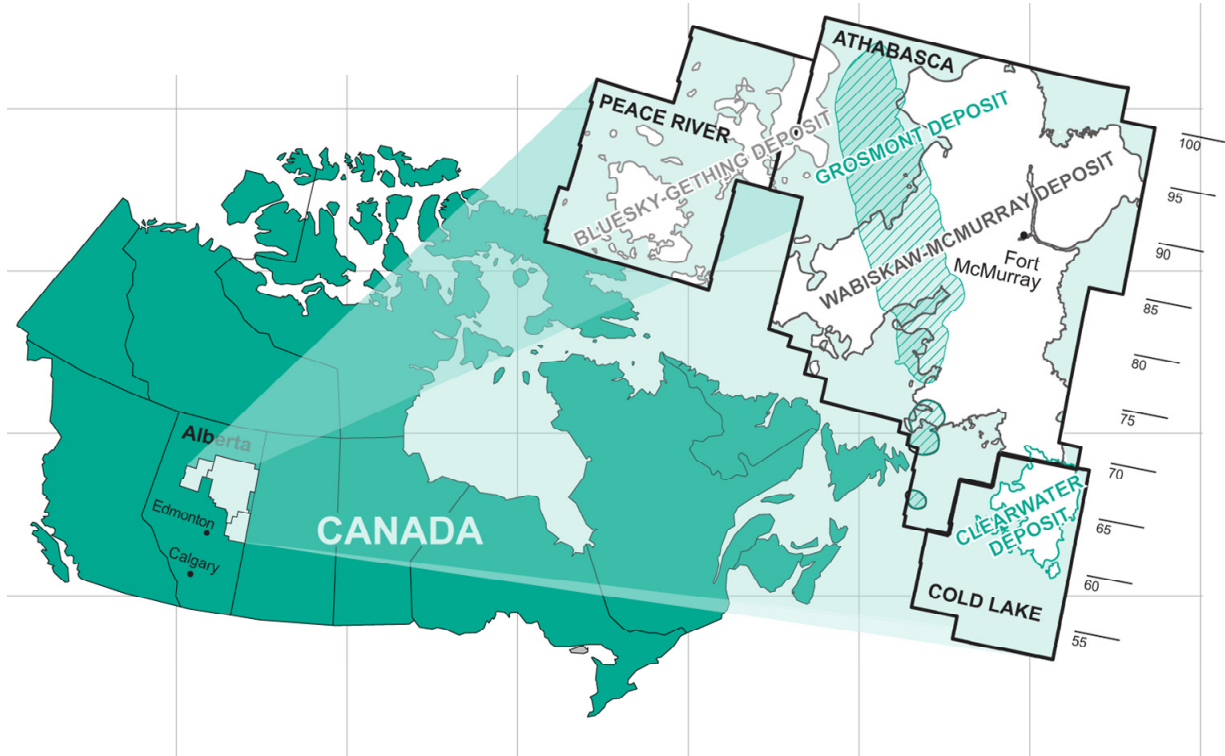 ATHABASCA
PEACE RIVER
BLUESKY-GETHING DEPOSIT
GROSMONT DEPOSIT
WABISKAW-MCMURRAY DEPOSIT
Fort
McMurray
100
95
90
85
80
75
70
65
60
55
CLEARWATER
DEPOSIT
COLD LAKE
Alberta
Edmonton
Calgary
CANADA